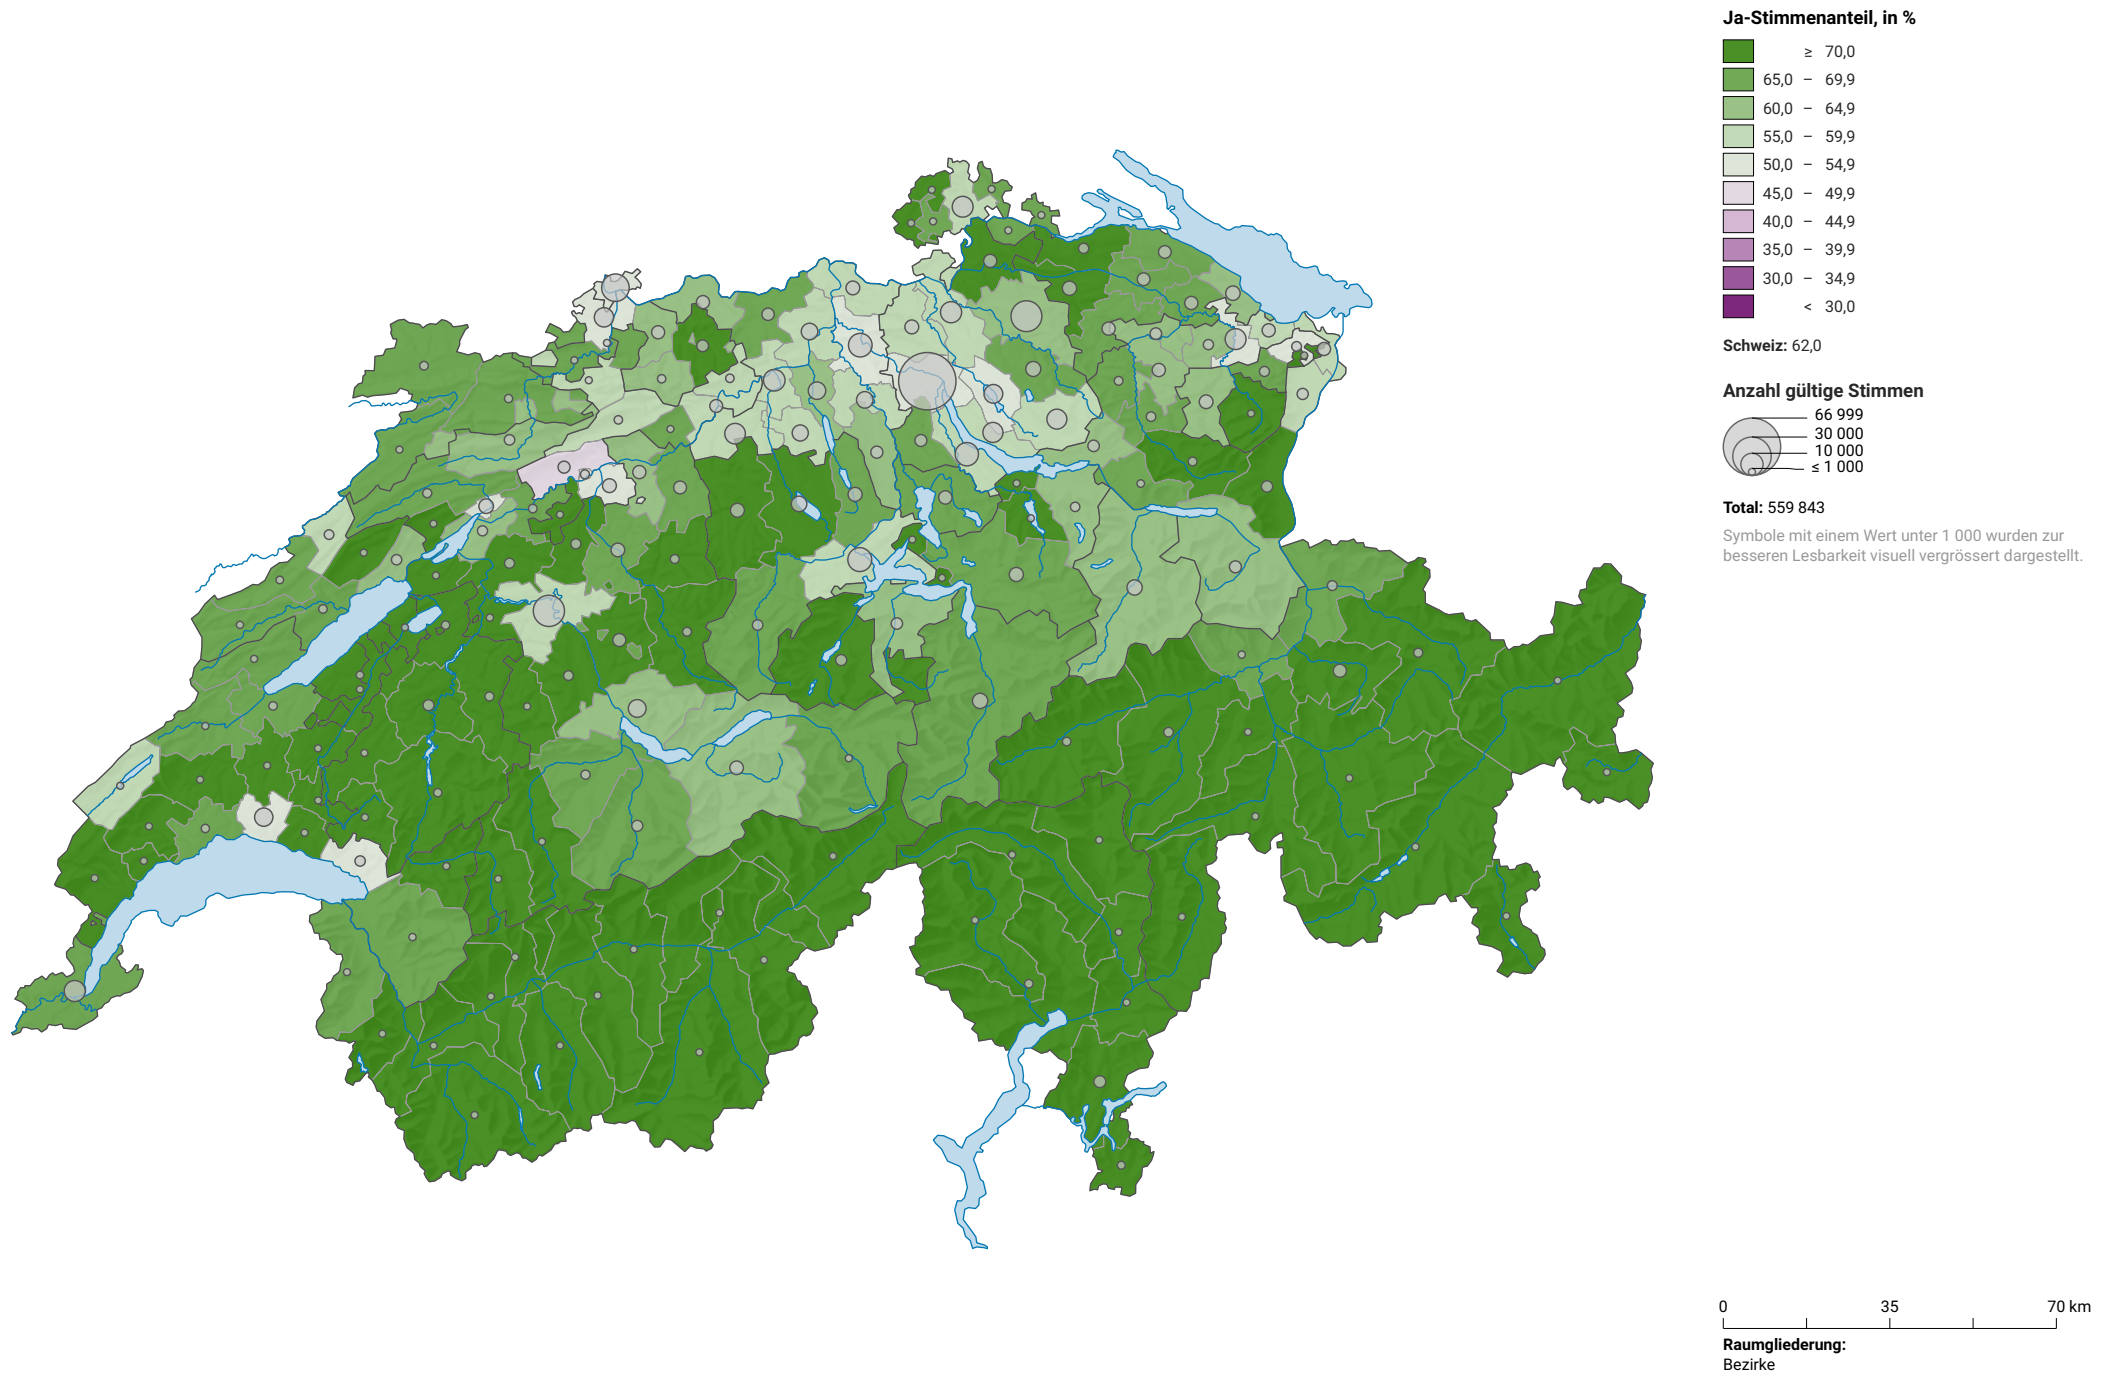 Ja-Stimmenanteil, in %
≥ 70,0
65,0 – 69,9
60,0 – 64,9
55,0 – 59,9
50,0 – 54,9
45,0 – 49,9
40,0 – 44,9
35,0 – 39,9
30,0 – 34,9
< 30,0
Schweiz: 62,0
Anzahl gültige Stimmen
66 999
30 000
10 000
≤ 1 000
Total: 559 843
Symbole mit einem Wert unter 1 000 wurden zur
besseren Lesbarkeit visuell vergrössert dargestellt.
0 35 70 km
Raumgliederung:
Bezirke